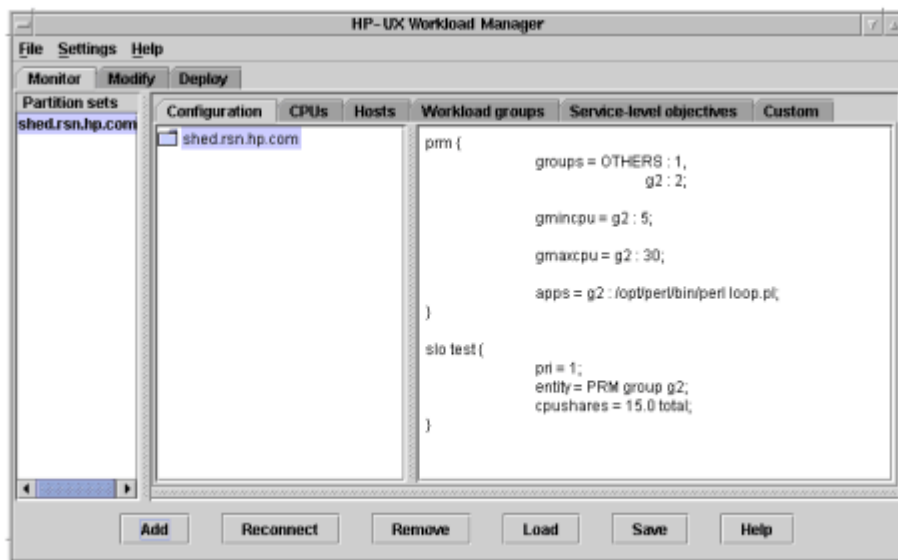 HP-UX Workload Manager
File Settings Help
Monitor Modify Deploy
Partition sets
shed.rsn.hp.com
Configuration CPUs Hosts Workload groups Service-level objectives Custom
shed.rsn.hp.com
prm {
groups = OTHERS : 1,
g2 : 2;
gmincpu = g2 : 5;
gmaxcpu = g2 : 30;
apps = g2 : /opt/perl/bin/perl loop.pl;
}
slo test {
pri = 1;
entity = PRM group g2;
cpushares = 15.0 total;
}
Add Reconnect Remove Load Save Help